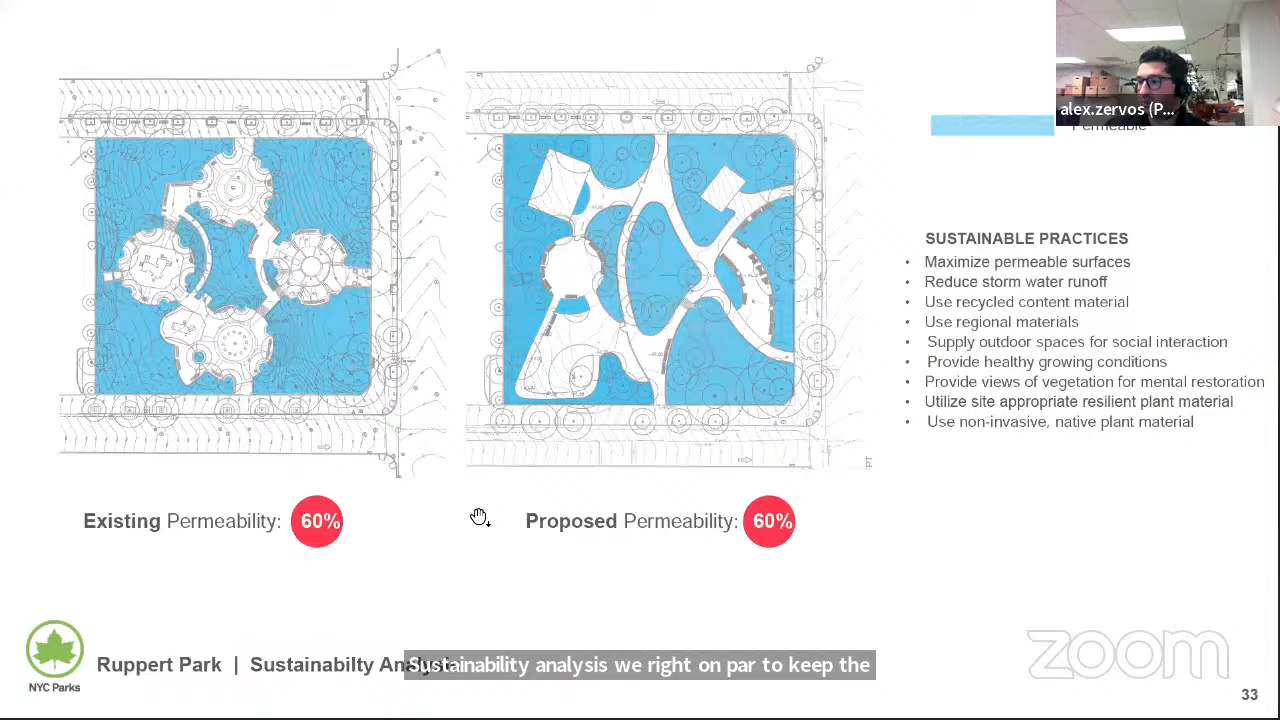 alex.zervos (P...
Permeable
SUSTAINABLE PRACTICES
• Maximize permeable surfaces
• Reduce storm water runoff
• Use recycled content material
• Use regional materials
• Supply outdoor spaces for social interaction
• Provide healthy growing conditions
• Provide views of vegetation for mental restoration
• Utilize site appropriate resilient plant material
• Use non-invasive, native plant material
Existing Permeability: 60%
Proposed Permeability: 60%
NYC Parks
Ruppert Park | Sustainabilty Analysis
Sustainability analysis we right on par to keep the
zoom
33